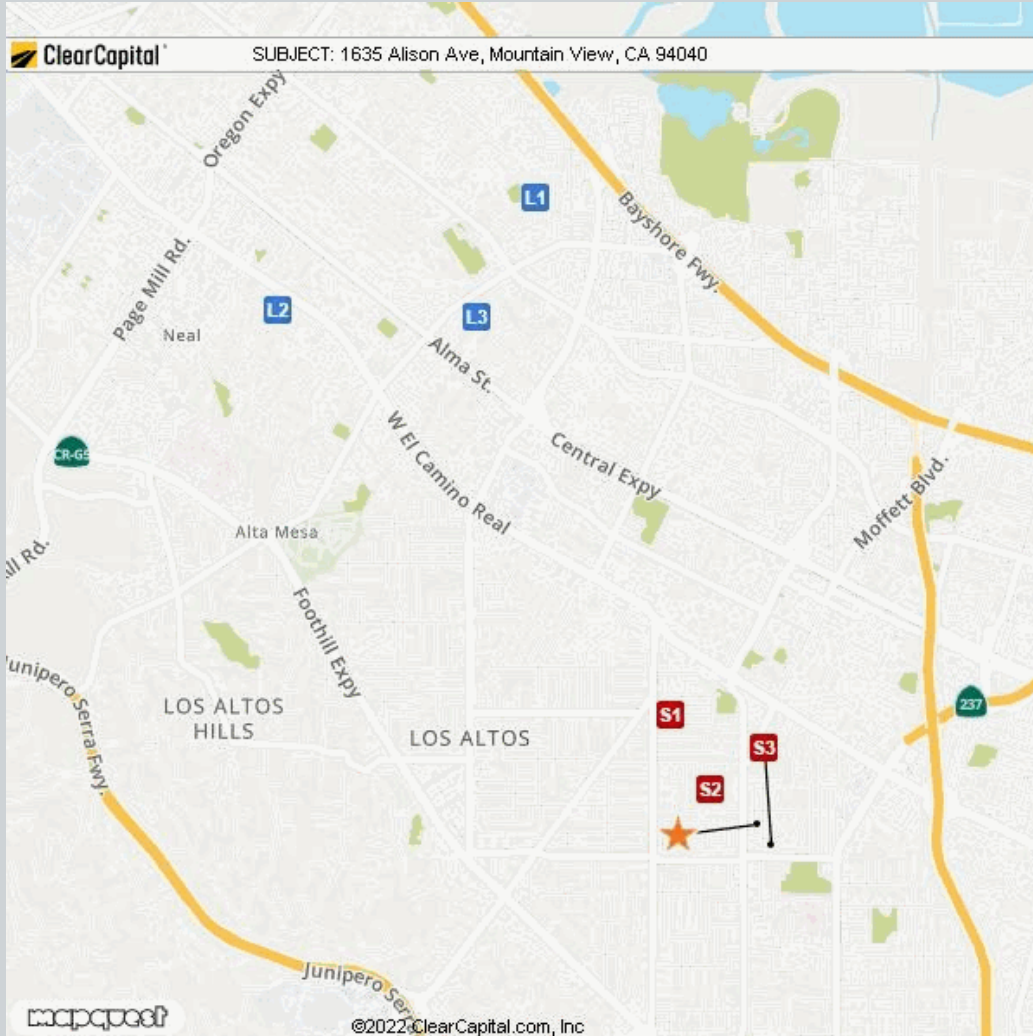 ClearCapital
SUBJECT: 1635 Alison Ave, Mountain View, CA 94040
Oregon Expy
L1
Bayshore Fwy.
Page Mill Rd.
L2
L3
Neal
Alma St.
W El Camino Real
CR-G5
Central Expy
Moffett Blvd.
Alta Mesa
Rd.
Foothill Expy
Junipero Serra Fwy.
LOS ALTOS
HILLS
LOS ALTOS
S1
237
S3
S2
Junipero Serra
mapquest
©2022 ClearCapital.com, Inc